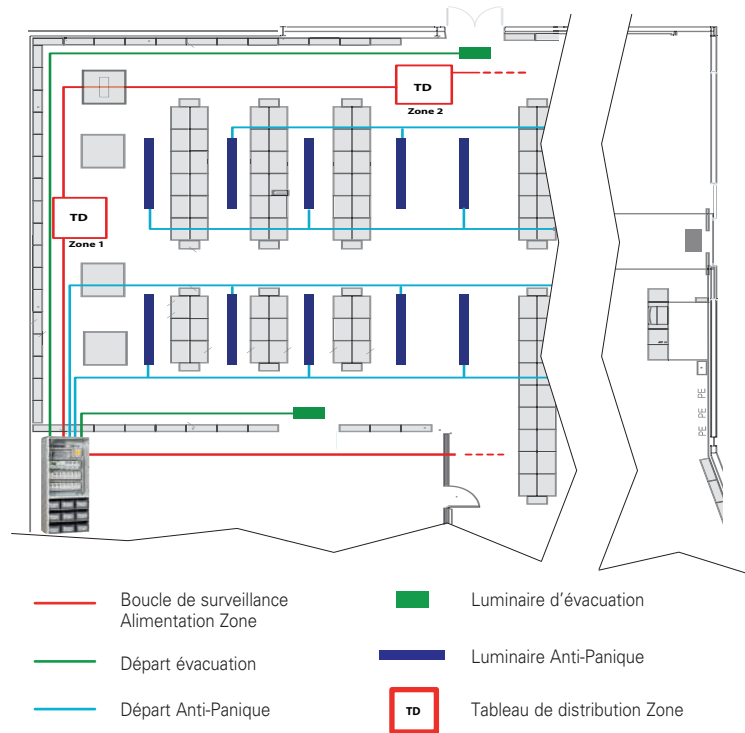 TD
Zone 2
TD
Zone 1
PE PE PE
Boucle de surveillance
Alimentation Zone
Luminaire d'évacuation
Départ évacuation
Luminaire Anti-Panique
Départ Anti-Panique
TD
Tableau de distribution Zone